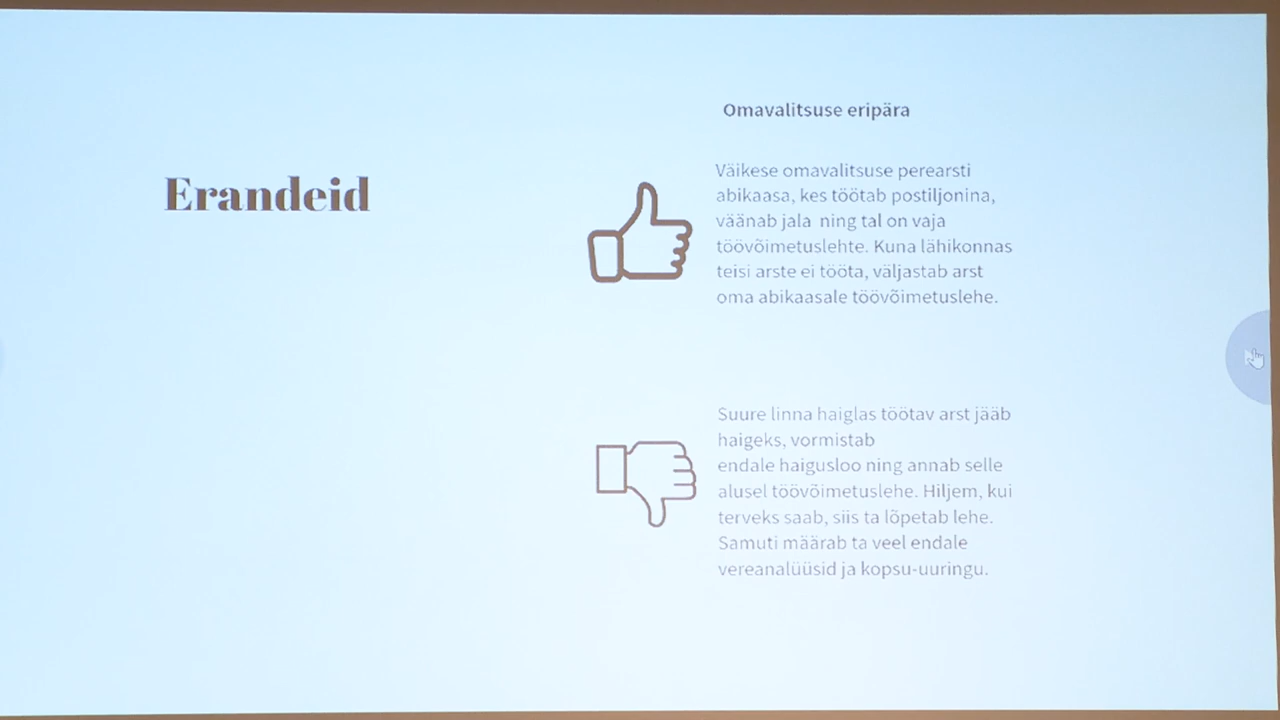 Erandeid
Omavalitsuse eripära
Väikese omavalitsuse perearsti
abikaasa, kes töötab postiljonina,
väänab jala ning tal on vaja
töövõimetuslehte. Kuna lähikonnas
teisi arste ei tööta, väljastab arst
oma abikaasale töövõimetuslehe.
Suure linna haiglas töötav arst jääb
haigeks, vormistab
endale haigusloo ning annab selle
alusel töövõimetuslehe. Hiljem, kui
terveks saab, siis ta lõpetab lehe.
Samuti määrab ta veel endale
vereanalüüsid ja kopsu-uuringu.